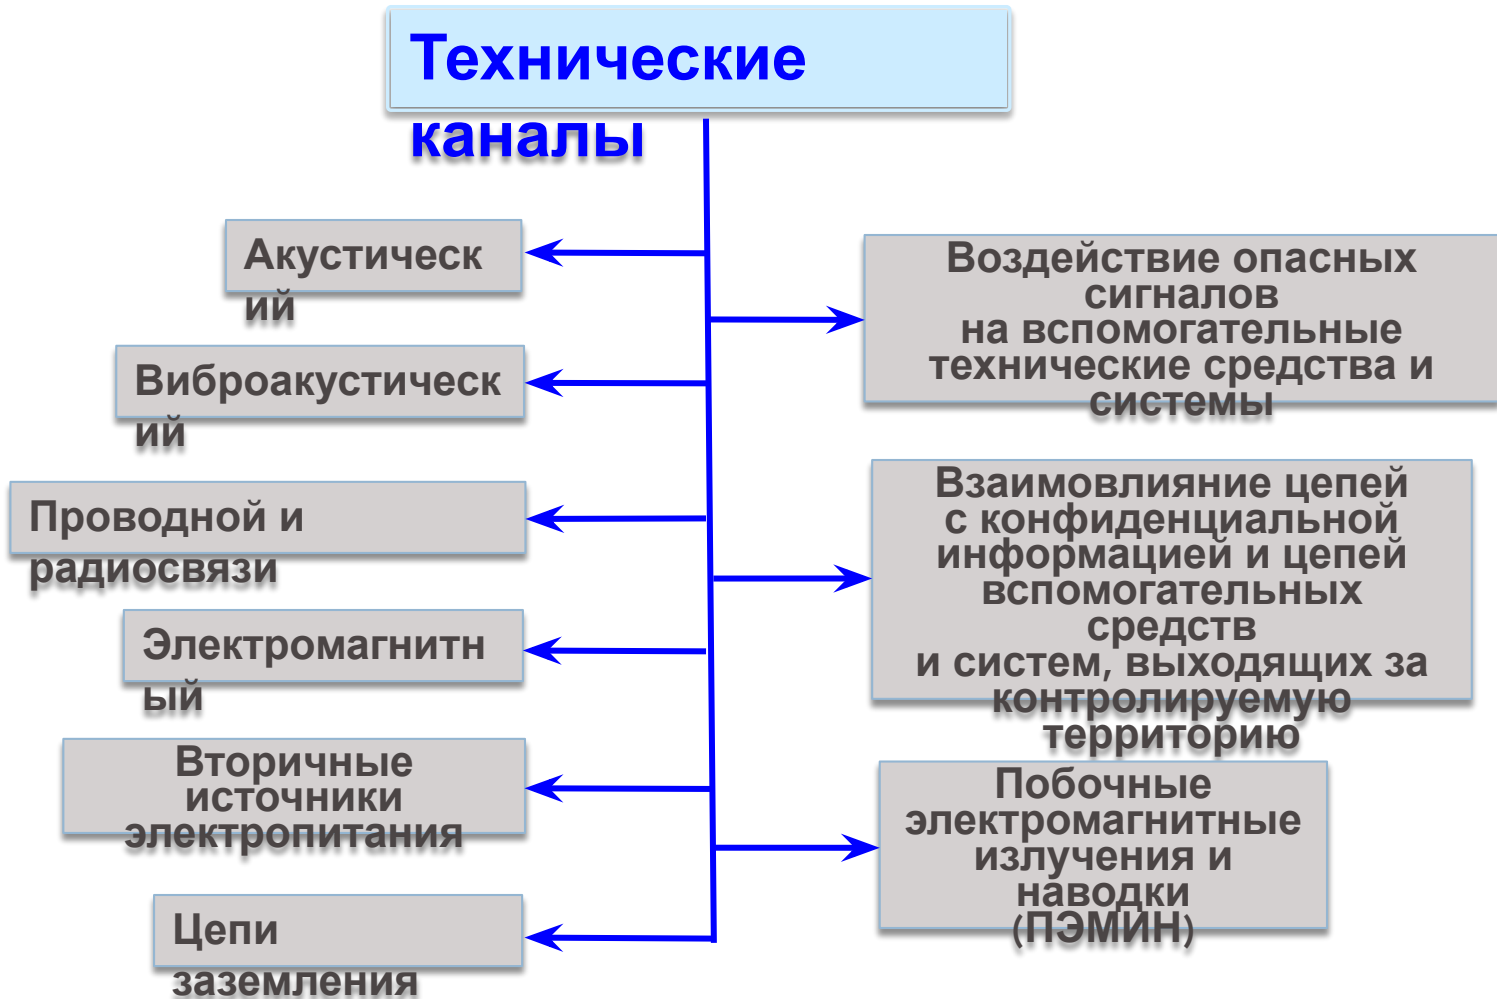 Технические
каналы
Акустическ
ий
Виброакустическ
ий
Проводной и
радиосвязи
Электромагнитн
ый
Вторичные
источники
электропитания
Цепи
заземления
Воздействие опасных
сигналов
на вспомогательные
технические средства и
системы
Взаимовлияние цепей
с конфиденциальной
информацией и цепей
вспомогательных
средств
и систем, выходящих за
контролируемую
территорию
Побочные
электромагнитные
излучения и
наводки
(ПЭМИН)